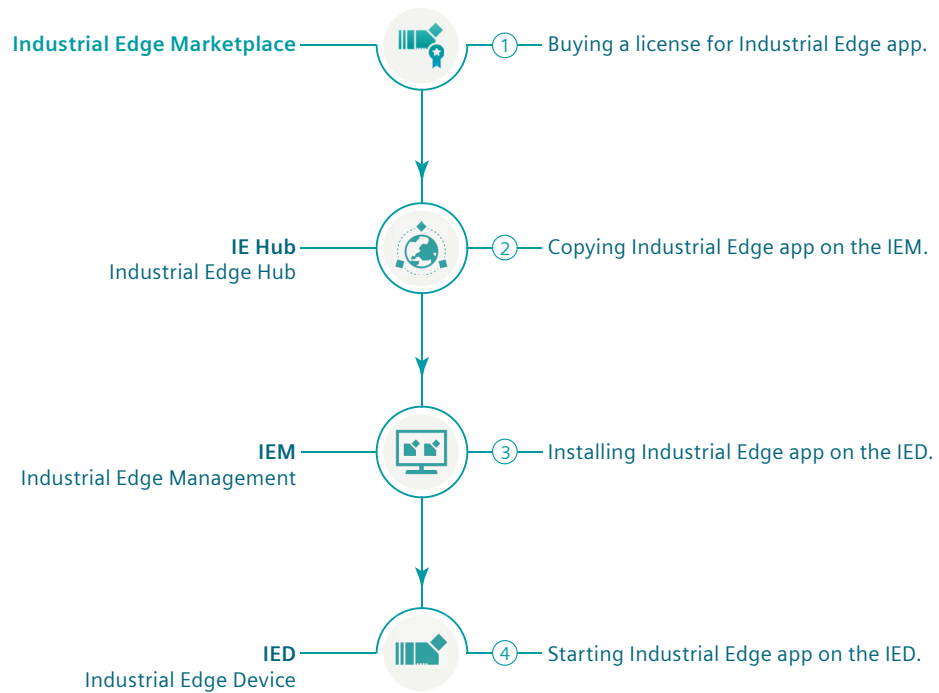 Industrial Edge Marketplace
1
Buying a license for Industrial Edge app.
IE Hub
Industrial Edge Hub
2
Copying Industrial Edge app on the IEM.
IEM
Industrial Edge Management
3
Installing Industrial Edge app on the IED.
IED
Industrial Edge Device
4
Starting Industrial Edge app on the IED.